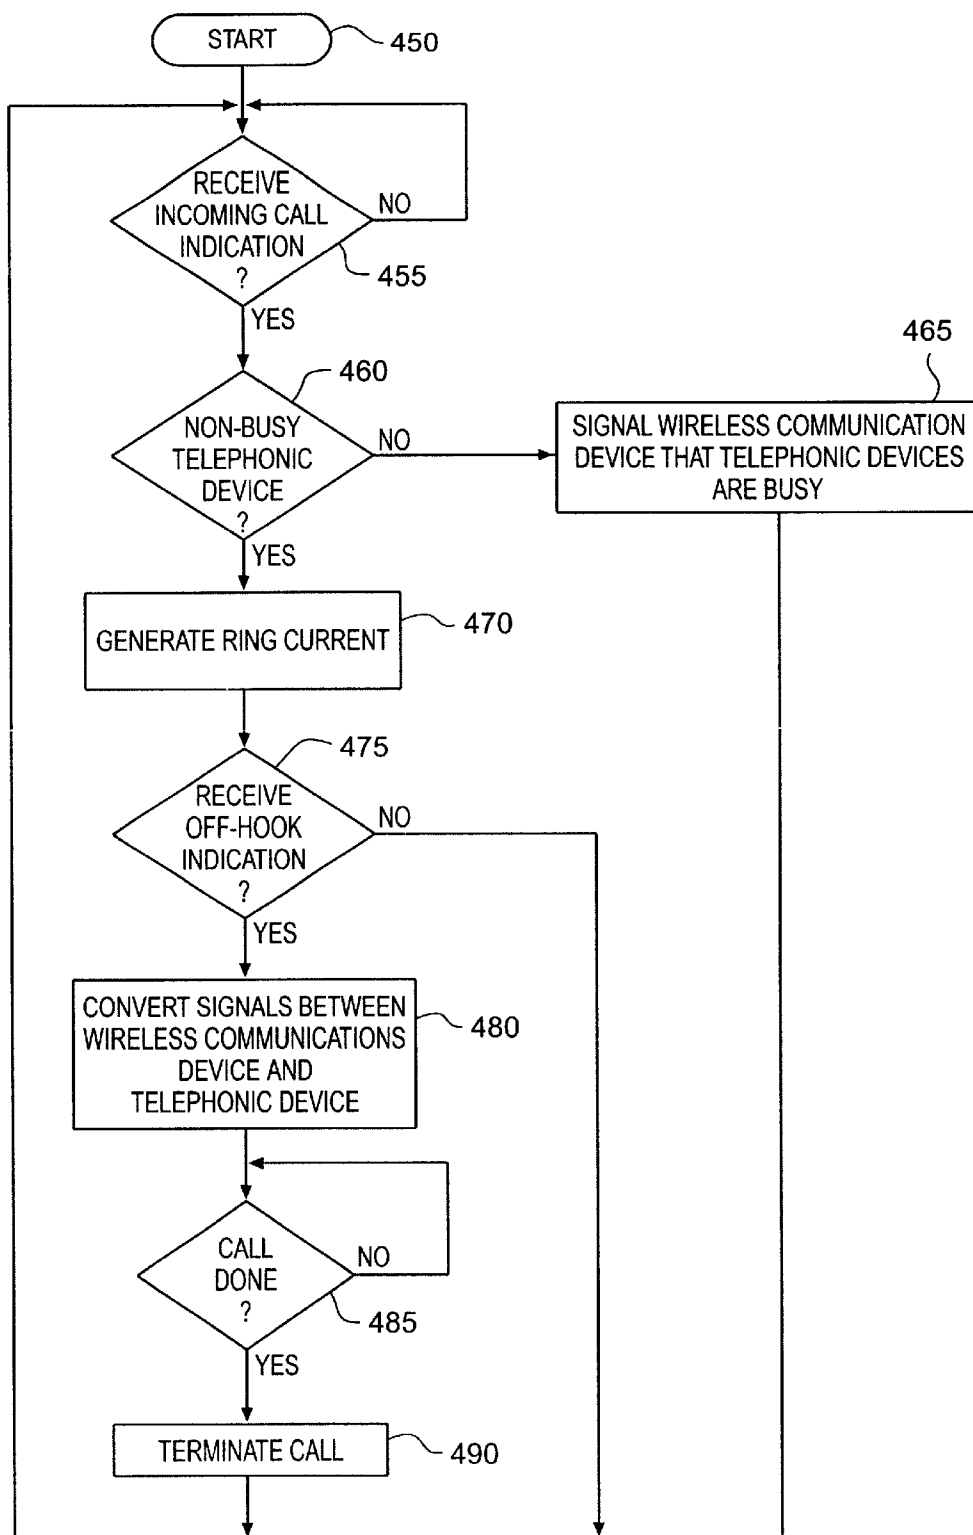 START
450
RECEIVE
INCOMING CALL
INDICATION
?
NO
455
YES
460
NON-BUSY
TELEPHONIC
DEVICE
?
NO
465
SIGNAL WIRELESS COMMUNICATION
DEVICE THAT TELEPHONIC DEVICES
ARE BUSY
YES
GENERATE RING CURRENT
470
475
RECEIVE
OFF-HOOK
INDICATION
?
NO
YES
CONVERT SIGNALS BETWEEN
WIRELESS COMMUNICATIONS
DEVICE AND
TELEPHONIC DEVICE
480
CALL
DONE
?
NO
485
YES
TERMINATE CALL
490